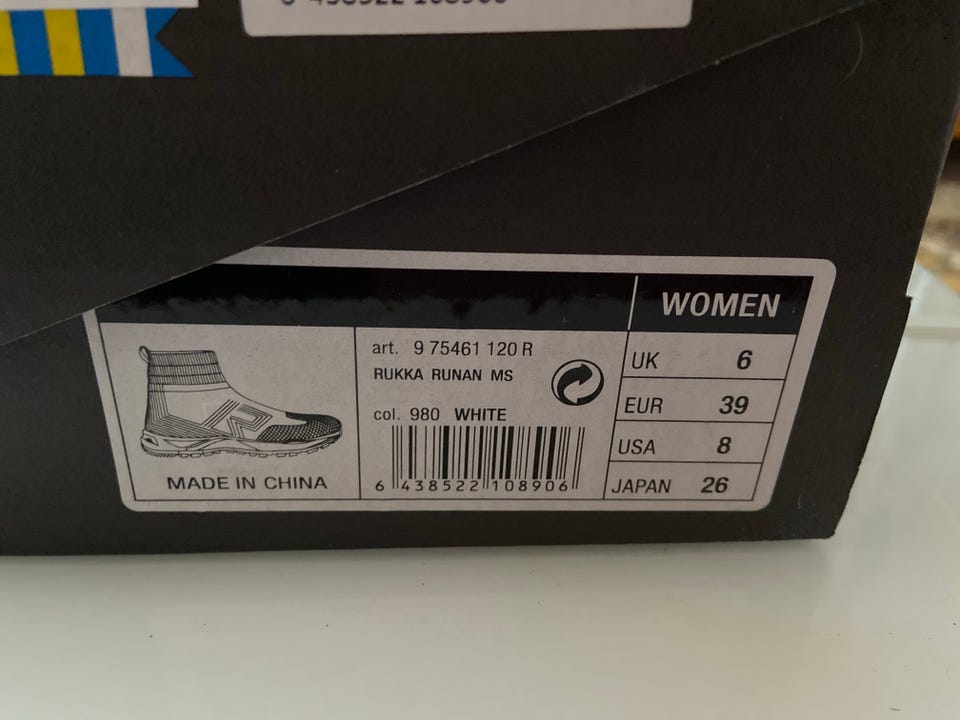 WOMEN
art. 9 75461 120 R
RUKKA RUNAN MS
col. 980 WHITE
6 438522 108906
MADE IN CHINA
UK 6
EUR 39
USA 8
JAPAN 26